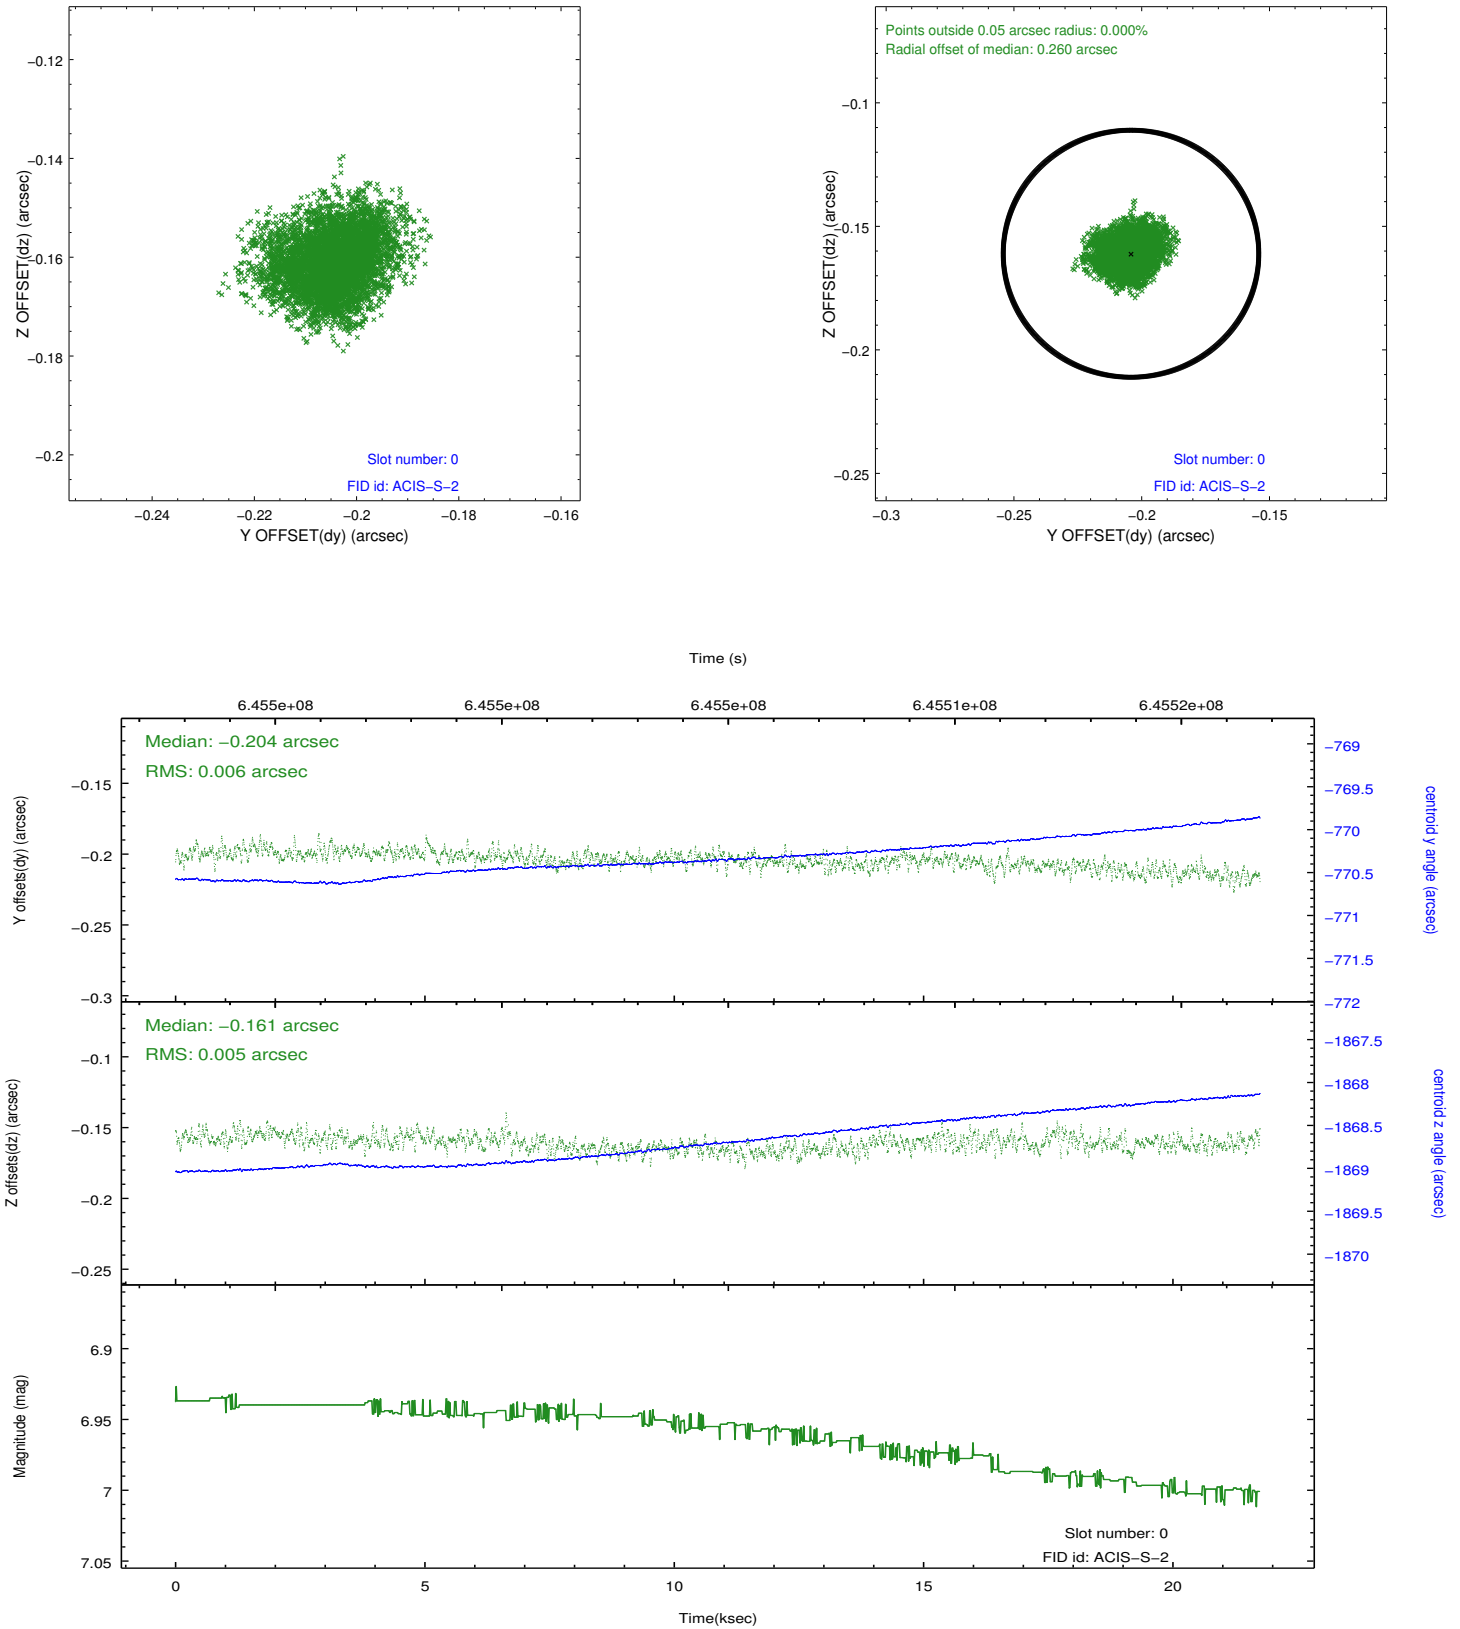 −0.12
−0.14
−0.16
−0.18
−0.2
Z OFFSET(dz) (arcsec)
Slot number: 0
FID id: ACIS−S−2
−0.24 −0.22 −0.2 −0.18 −0.16
Y OFFSET(dy) (arcsec)
Points outside 0.05 arcsec radius: 0.000%
Radial offset of median: 0.260 arcsec
−0.1
−0.15
−0.2
−0.25
Z OFFSET(dz) (arcsec)
Slot number: 0
FID id: ACIS−S−2
−0.3 −0.25 −0.2 −0.15
Y OFFSET(dy) (arcsec)
Time (s)
6.455e+08 6.455e+08 6.455e+08 6.4551e+08 6.4552e+08
Median: −0.204 arcsec
RMS: 0.006 arcsec
−0.15
−0.2
−0.25
−0.3
Y offsets(dy) (arcsec)
−769
−769.5
−770
−770.5
−771
−771.5
−772
centroid y angle (arcsec)
Median: −0.161 arcsec
RMS: 0.005 arcsec
−0.1
−0.15
−0.2
−0.25
Z offsets(dz) (arcsec)
−1867.5
−1868
−1868.5
−1869
−1869.5
−1870
centroid z angle (arcsec)
6.9
6.95
7
7.05
Magnitude (mag)
Slot number: 0
FID id: ACIS−S−2
0 5 10 15 20
Time(ksec)